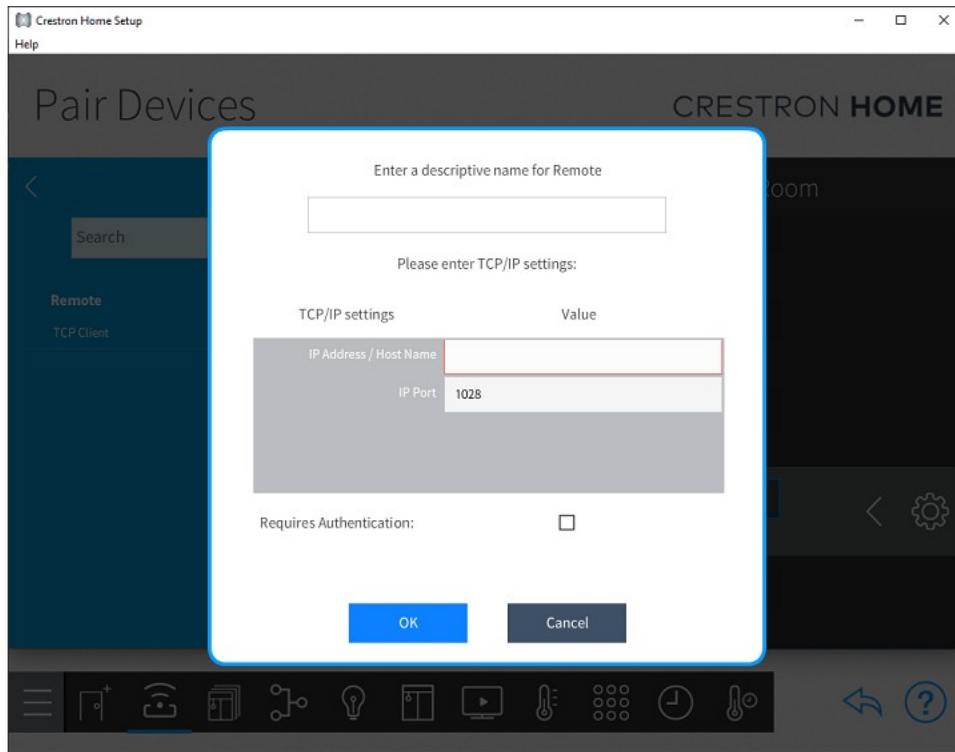 Crestron Home Setup
Help
Pair Devices
CRESTRON HOME
Enter a descriptive name for Remote
Room
Search
Please enter TCP/IP settings:
Remote
TCP Client
TCP/IP settings Value
IP Address / Host Name
IP Port 1028
Requires Authentication:
OK Cancel
?